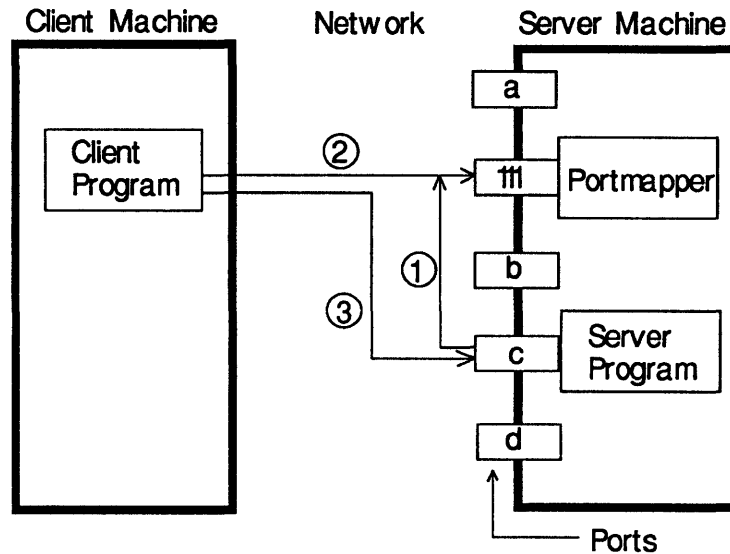 Client Machine
Network
Server Machine
a
Client
Program
②
111
Portmapper
①
b
③
c
Server
Program
d
Ports